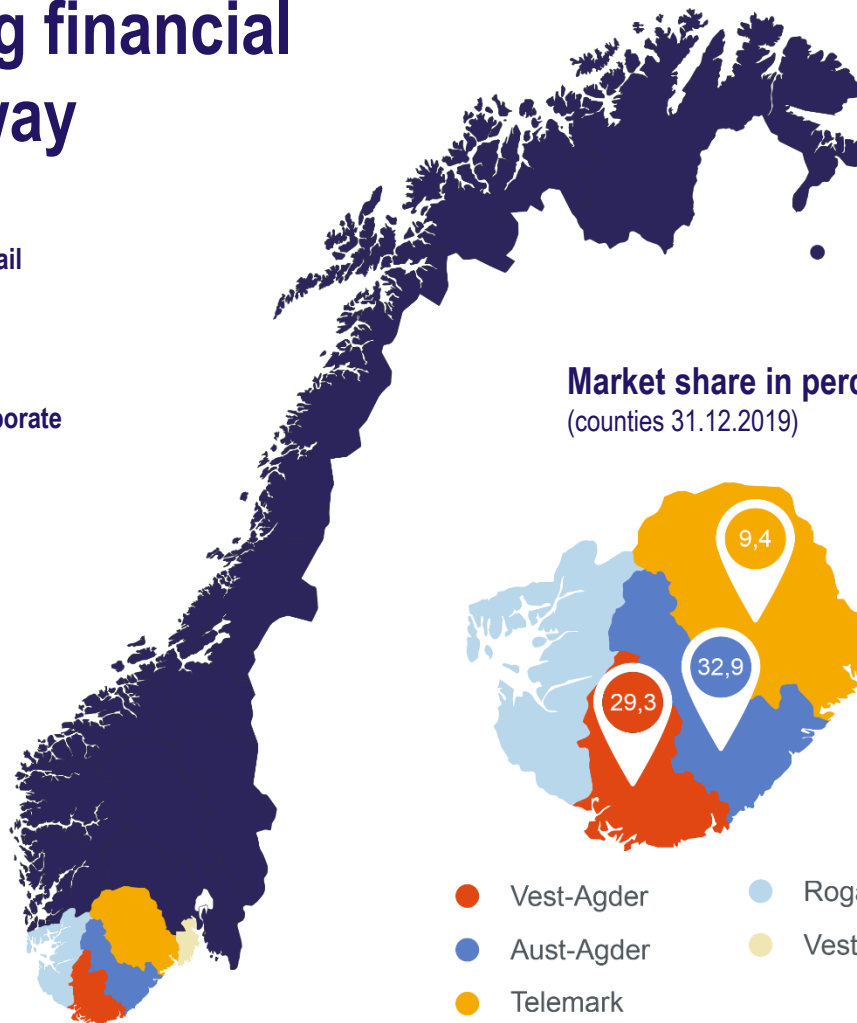 g financial
way
ail
porate
Market share in perc
(counties 31.12.2019)
9,4
32,9
29,3
Vest-Agder
Aust-Agder
Telemark
Roga
Vest